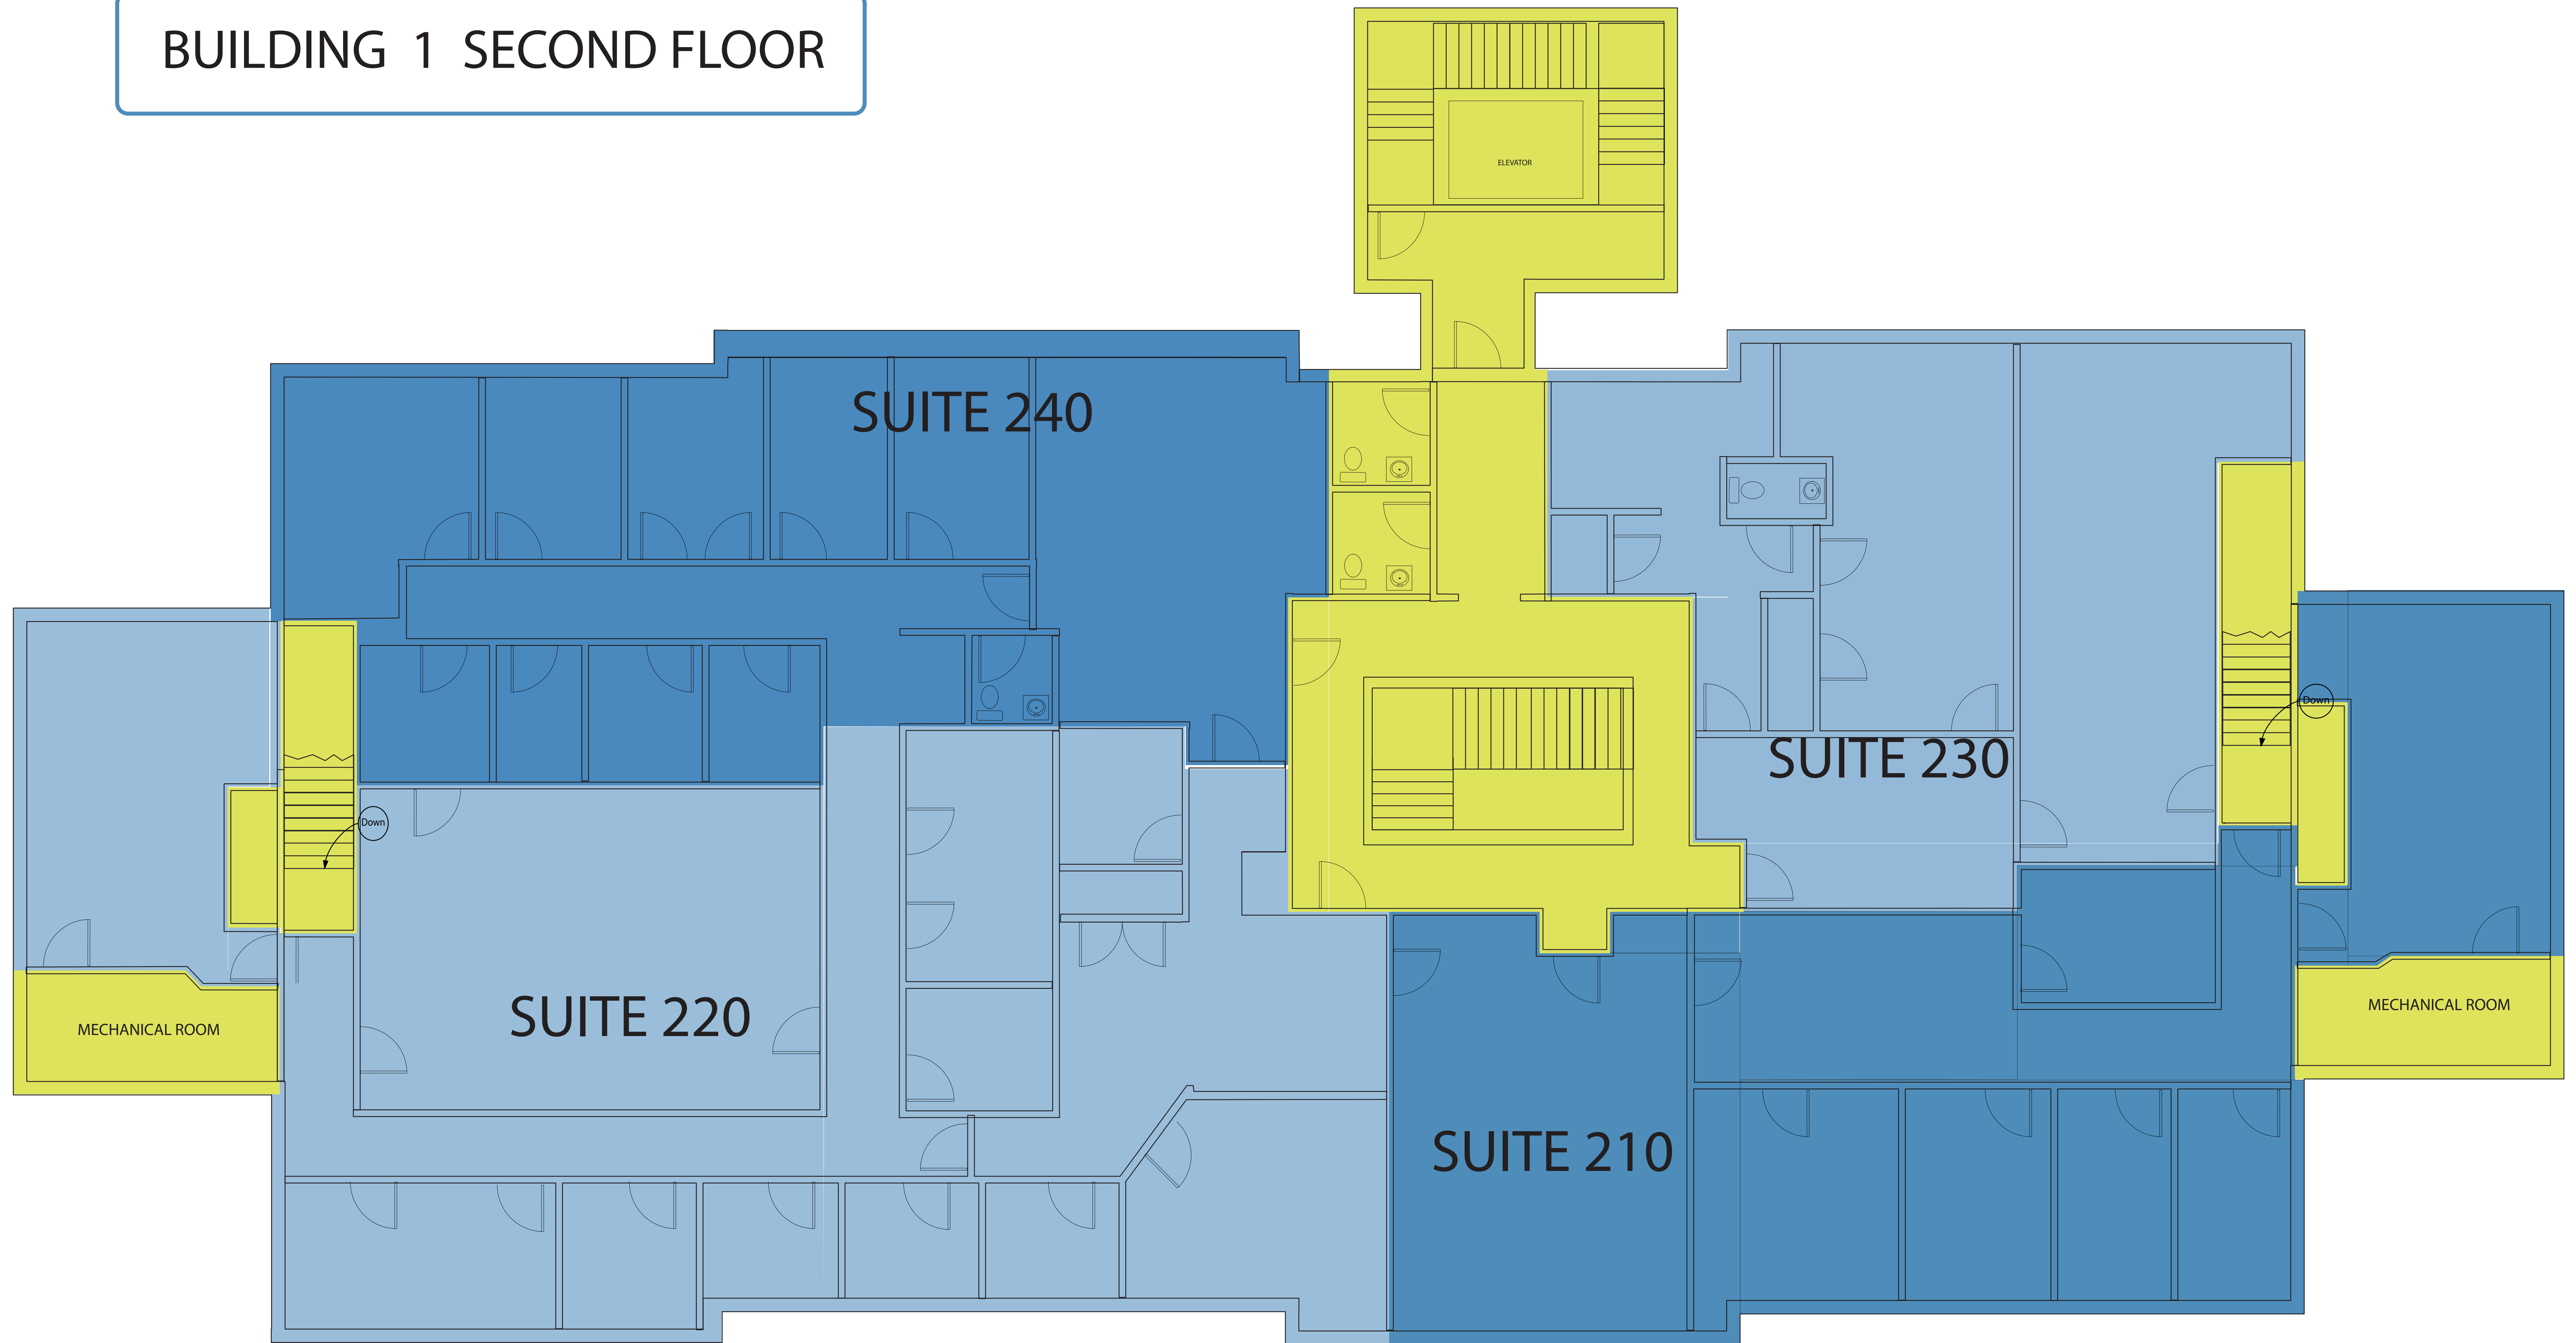 BUILDING 1 SECOND FLOOR
ELEVATOR
SUITE 240
Down
SUITE 230
Down
SUITE 220
MECHANICAL ROOM
MECHANICAL ROOM
SUITE 210